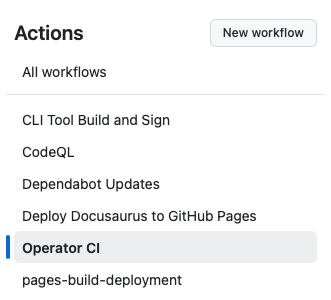 Actions
New workflow
All workflows
CLI Tool Build and Sign
CodeQL
Dependabot Updates
Deploy Docusaurus to GitHub Pages
Operator CI
pages-build-deployment